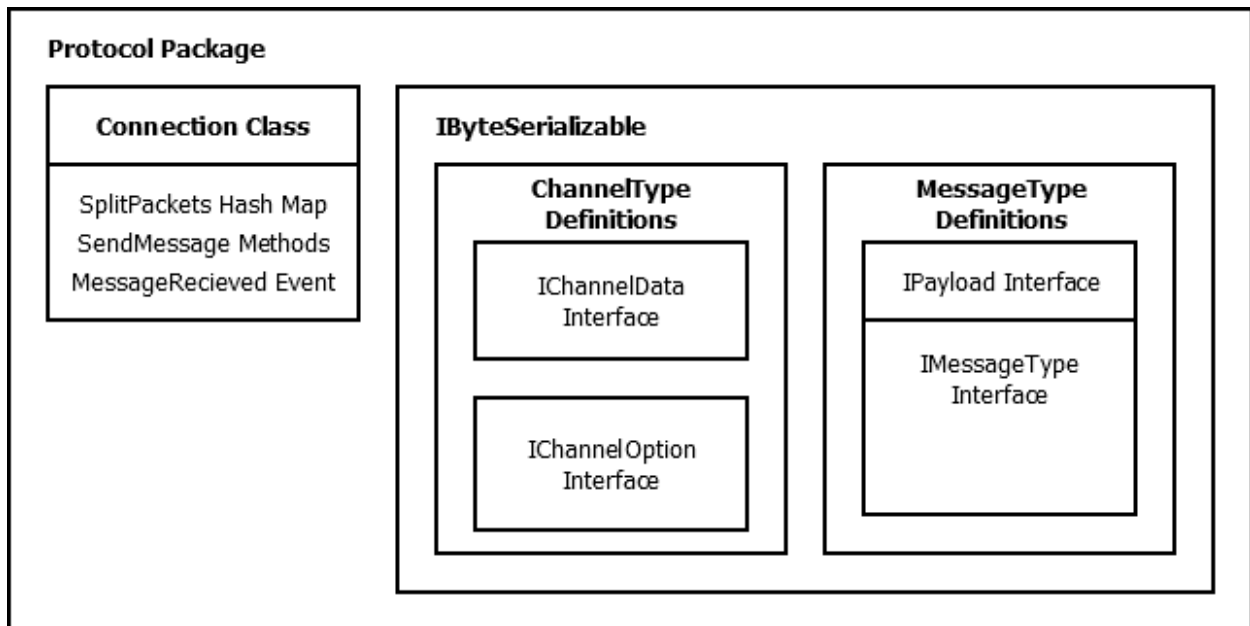 Protocol Package
Connection Class
SplitPackets Hash Map
SendMessage Methods
MessageRecieved Event
IByteSerializable
ChannelType
Definitions
IChannelData
Interface
IChannelOption
Interface
MessageType
Definitions
IPayload Interface
IMessageType
Interface